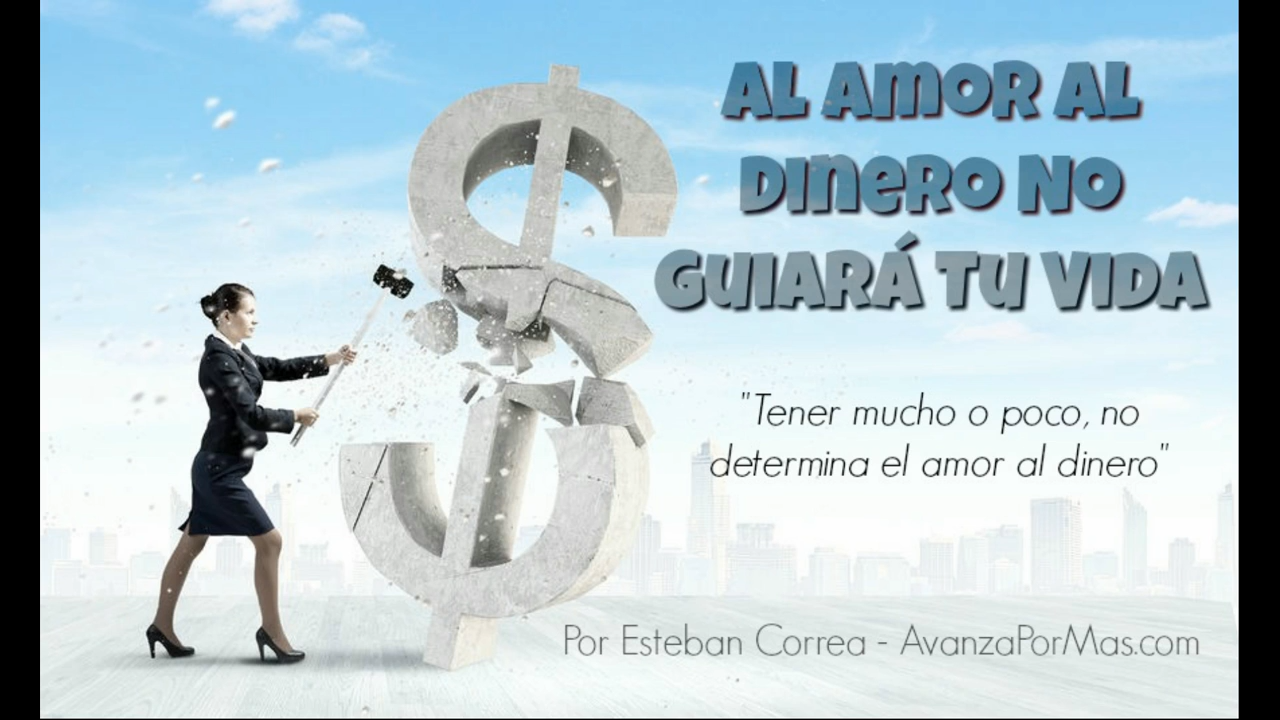 AL AMOR AL
DINERO NO
GUIARÁ TU VIDA
"Tener mucho o poco, no
determina el amor al dinero"
Por Esteban Correa - AvanzaPorMas.com